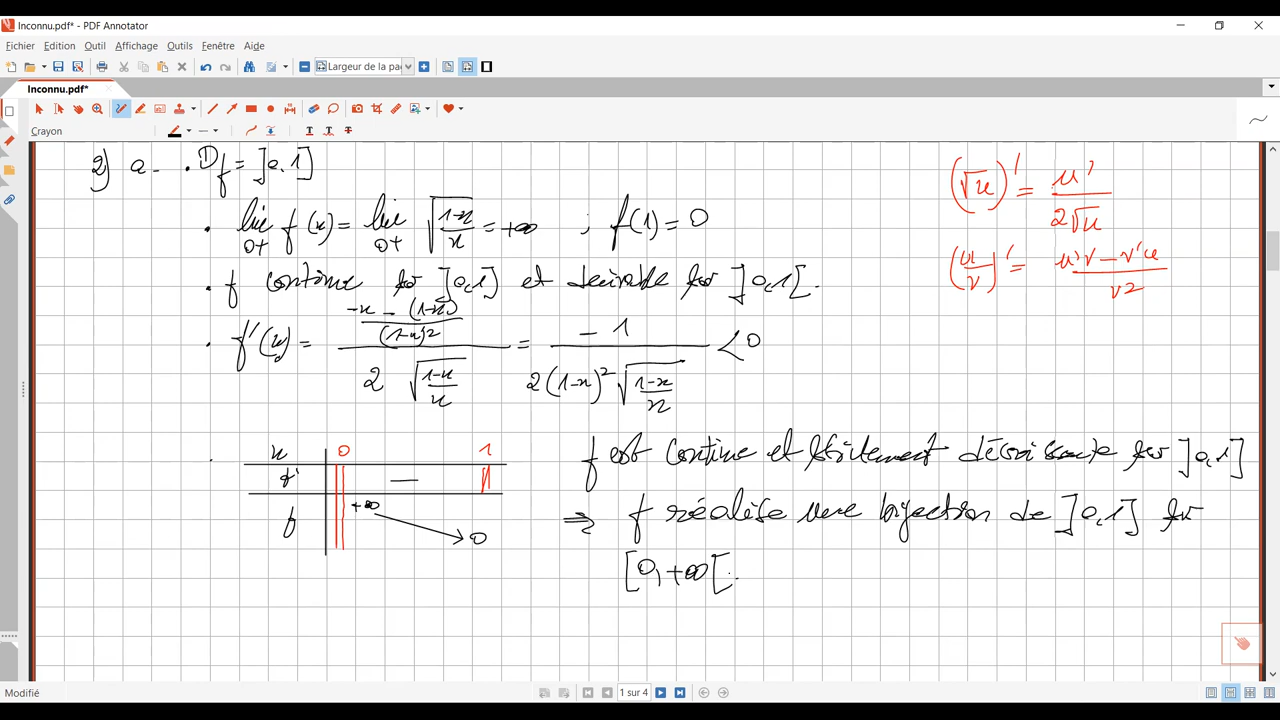 Inconnu.pdf* - PDF Annotator
Fichier Edition Outil Affichage Outils Fenêtre Aide
Largeur de la pa
Inconnu.pdf*
Crayon
2) a - . Df = ]0,1]
. lim 0+ f(x) = lim 0+ √((1-x)/x) = +∞ ; f(1) = 0
. f continue sur ]0,1] et dérivable sur ]0,1[.
. f'(x) = ((-x - (1-x))/(1-x)2)/(2 √((1-x)/x)) = -1/(2(1-x)² √((1-x)/x)) < 0
x 0 1
f' —
f +∞ 0
f est continue et strictement décroissante sur ]0,1]
⇒ f réalise une bijection de ]0,1] sur
[0,+∞[.
(√u)' = u'/(2√u)
(u/v)' = (u'v - v'u)/v2
Modifié
1 sur 4